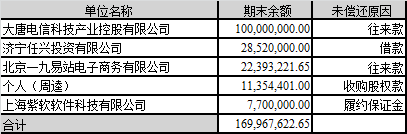 单位名称 期末余额 未偿还原因
大唐电信科技产业控股有限公司 100,000,000.00 往来款
济宁任兴投资有限公司 28,520,000.00 借款
北京一九易站电子商务有限公司 22,393,221.65 往来款
个人（周逵） 11,354,401.00 收购股权款
上海紫软软件科技有限公司 7,700,000.00 履约保证金
合计 169,967,622.65